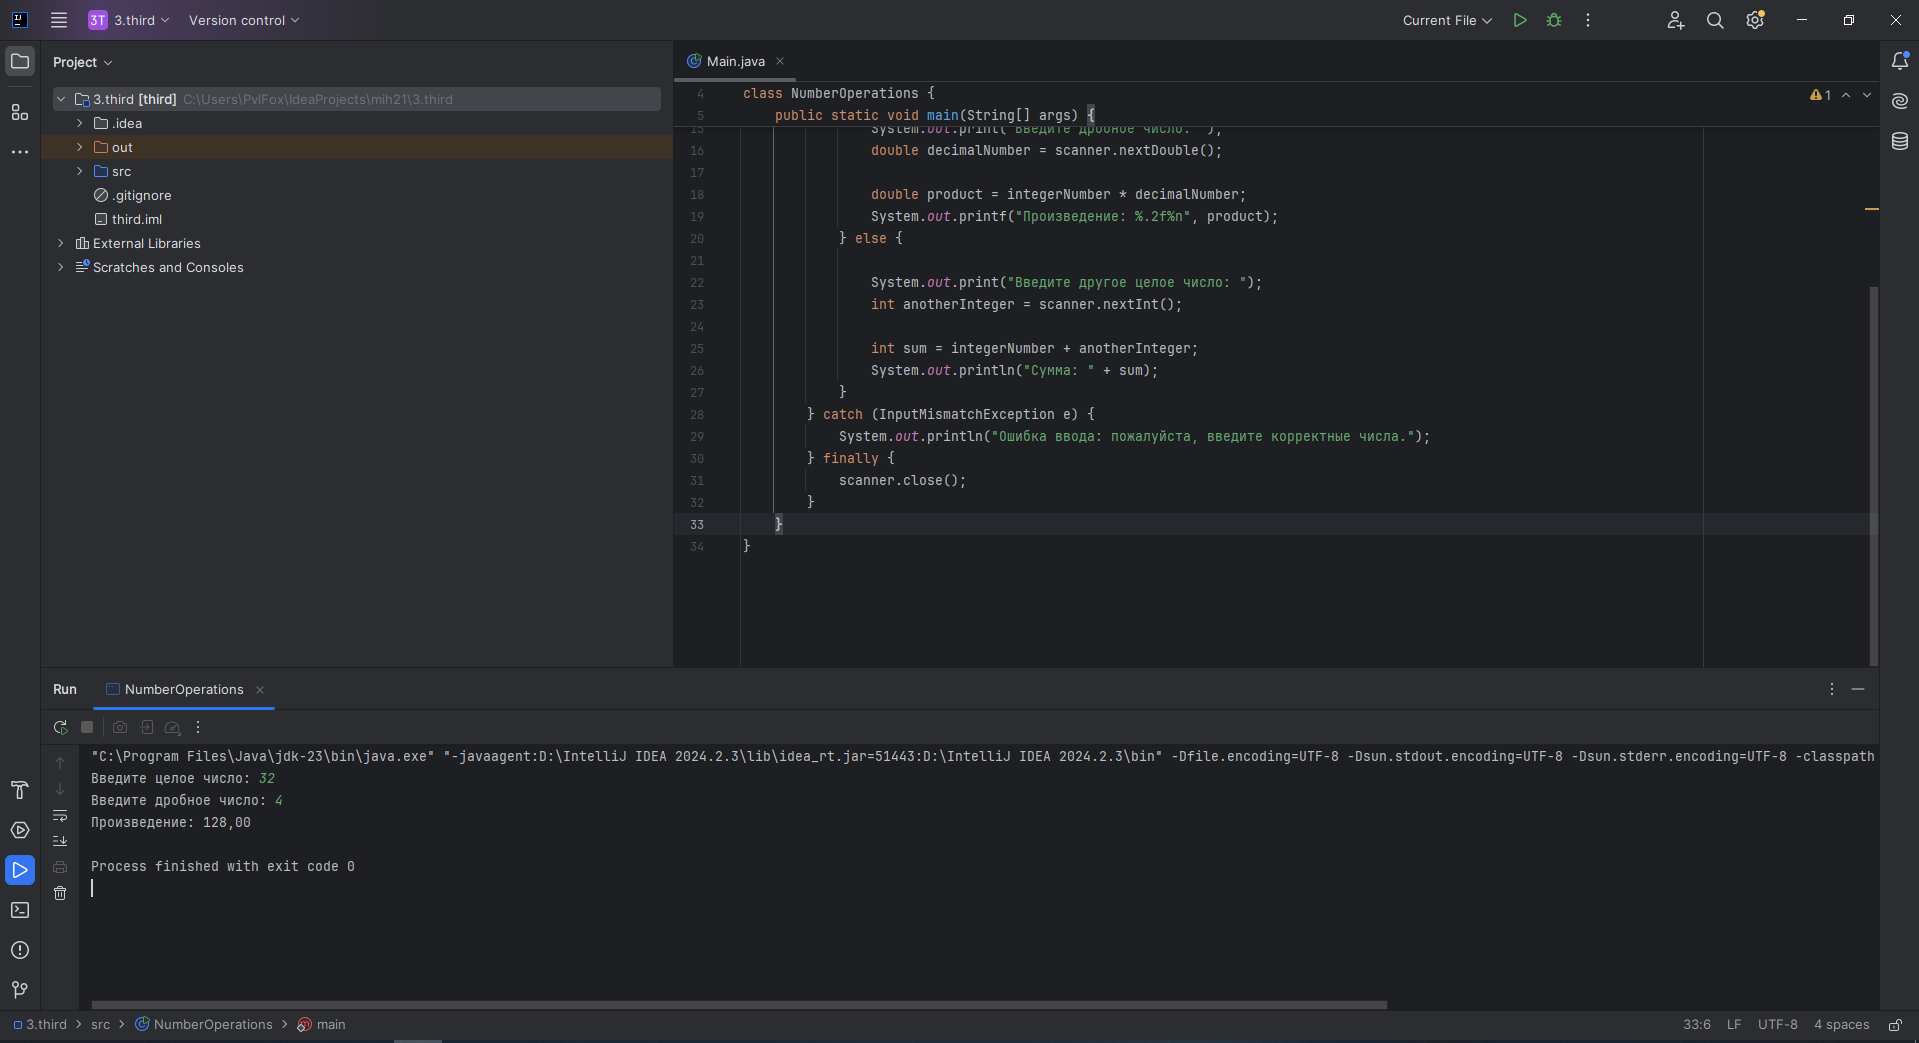 3T 3.third Version control Current File
Project
Main.java
3.third [third] C:\Users\PvlFox\IdeaProjects\mih21\3.third
.idea
out
src
.gitignore
third.iml
External Libraries
Scratches and Consoles
1
4 class NumberOperations {
5 public static void main(String[] args) {
15 System.out.print("Введите дробное число: ");
16 double decimalNumber = scanner.nextDouble();
17
18 double product = integerNumber * decimalNumber;
19 System.out.printf("Произведение: %.2f%n", product);
20 } else {
21
22 System.out.print("Введите другое целое число: ");
23 int anotherInteger = scanner.nextInt();
24
25 int sum = integerNumber + anotherInteger;
26 System.out.println("Сумма: " + sum);
27 }
28 } catch (InputMismatchException e) {
29 System.out.println("Ошибка ввода: пожалуйста, введите корректные числа.");
30 } finally {
31 scanner.close();
32 }
33 }
34 }
Run NumberOperations
"C:\Program Files\Java\jdk-23\bin\java.exe" "-javaagent:D:\IntelliJ IDEA 2024.2.3\lib\idea_rt.jar=51443:D:\IntelliJ IDEA 2024.2.3\bin" -Dfile.encoding=UTF-8 -Dsun.stdout.encoding=UTF-8 -Dsun.stderr.encoding=UTF-8 -classpath
Введите целое число: 32
Введите дробное число: 4
Произведение: 128,00
Process finished with exit code 0
3.third src NumberOperations main
33:6 LF UTF-8 4 spaces